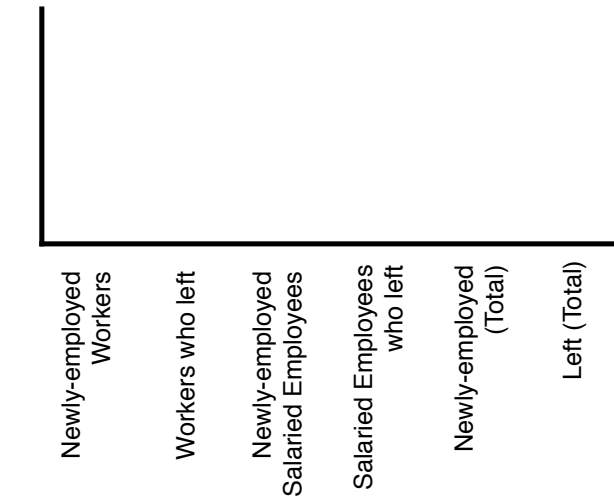 Newly-employed
Workers
Workers who left
Newly-employed
Salaried Employees
Salaried Employees
who left
Newly-employed
(Total)
Left (Total)